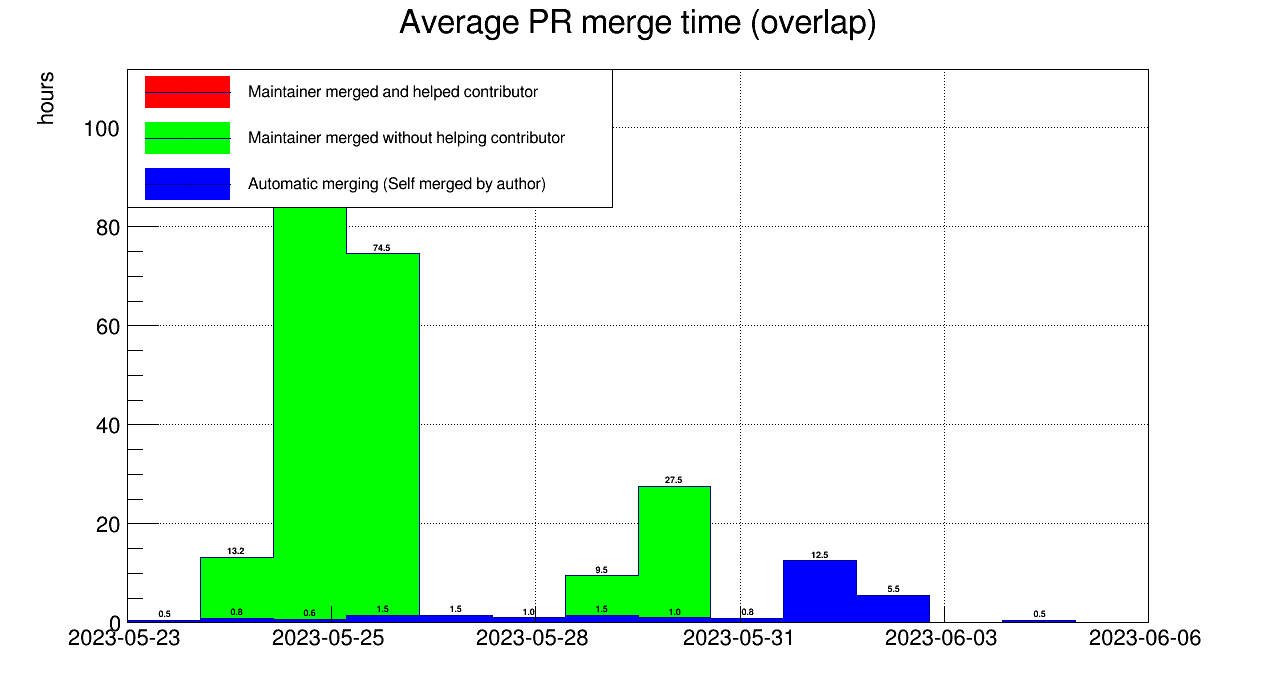 Average PR merge time (overlap)
hours
Maintainer merged and helped contributor
Maintainer merged without helping contributor
Automatic merging (Self merged by author)
100
80
60
40
20
0
74.5
27.5
13.2
12.5
9.5
5.5
0.5 0.8 0.6 1.5 1.5 1.0 1.5 1.0 0.8 0.5
2023-05-23 2023-05-25 2023-05-28 2023-05-31 2023-06-03 2023-06-06